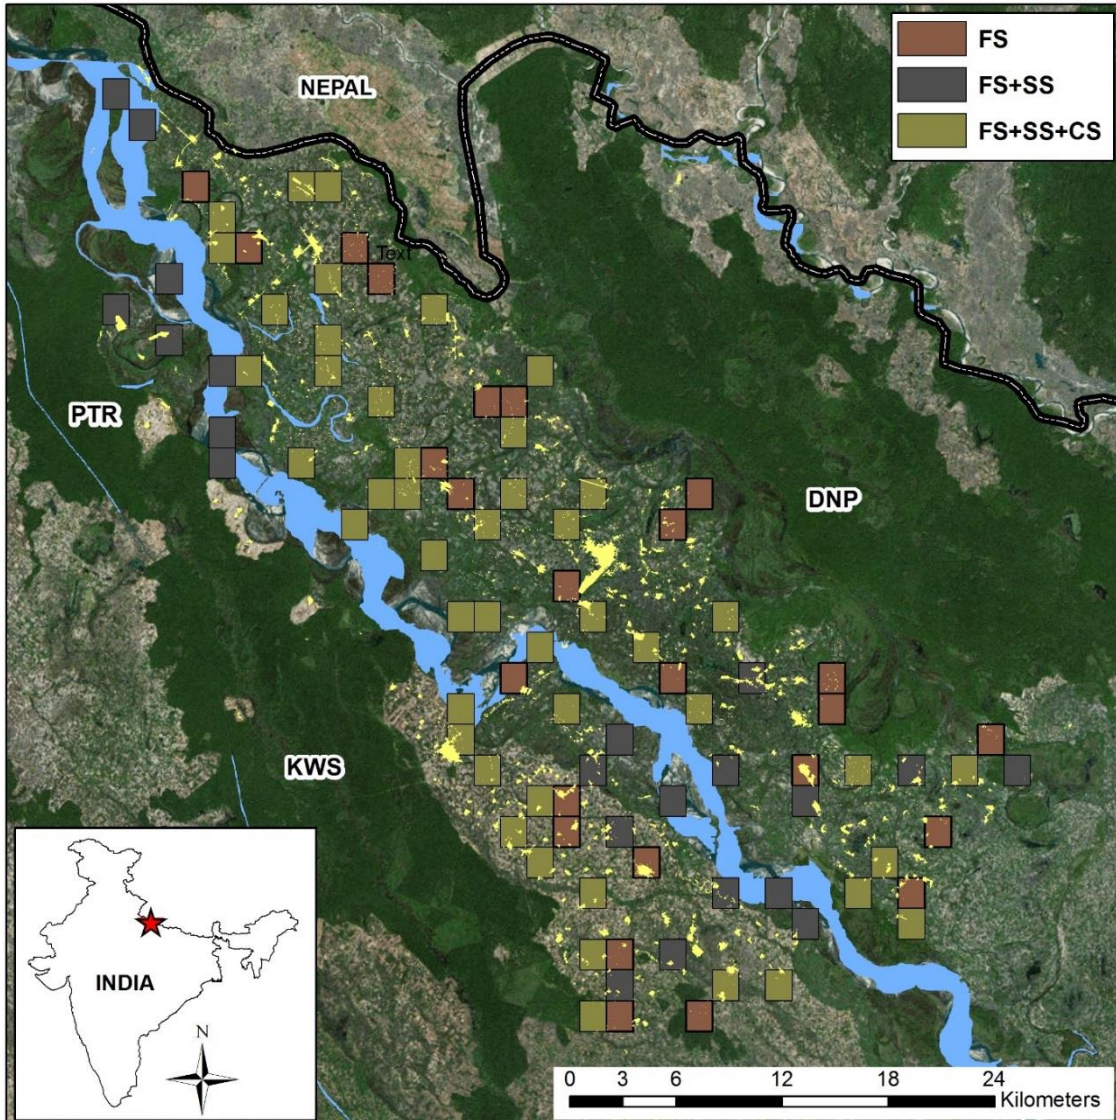 NEPAL
FS
FS+SS
FS+SS+CS
Text
PTR
DNP
KWS
INDIA
N
0 3 6 12 18 24
Kilometers